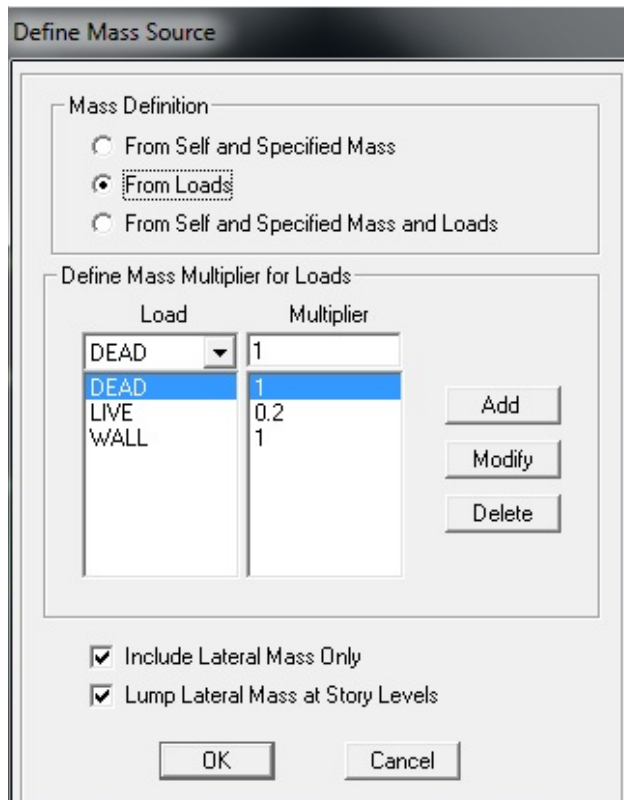 Define Mass Source
Mass Definition
From Self and Specified Mass
From Loads
From Self and Specified Mass and Loads
Define Mass Multiplier for Loads
Load Multiplier
DEAD 1
DEAD 1
LIVE 0.2
WALL 1
Add
Modify
Delete
Include Lateral Mass Only
Lump Lateral Mass at Story Levels
OK Cancel